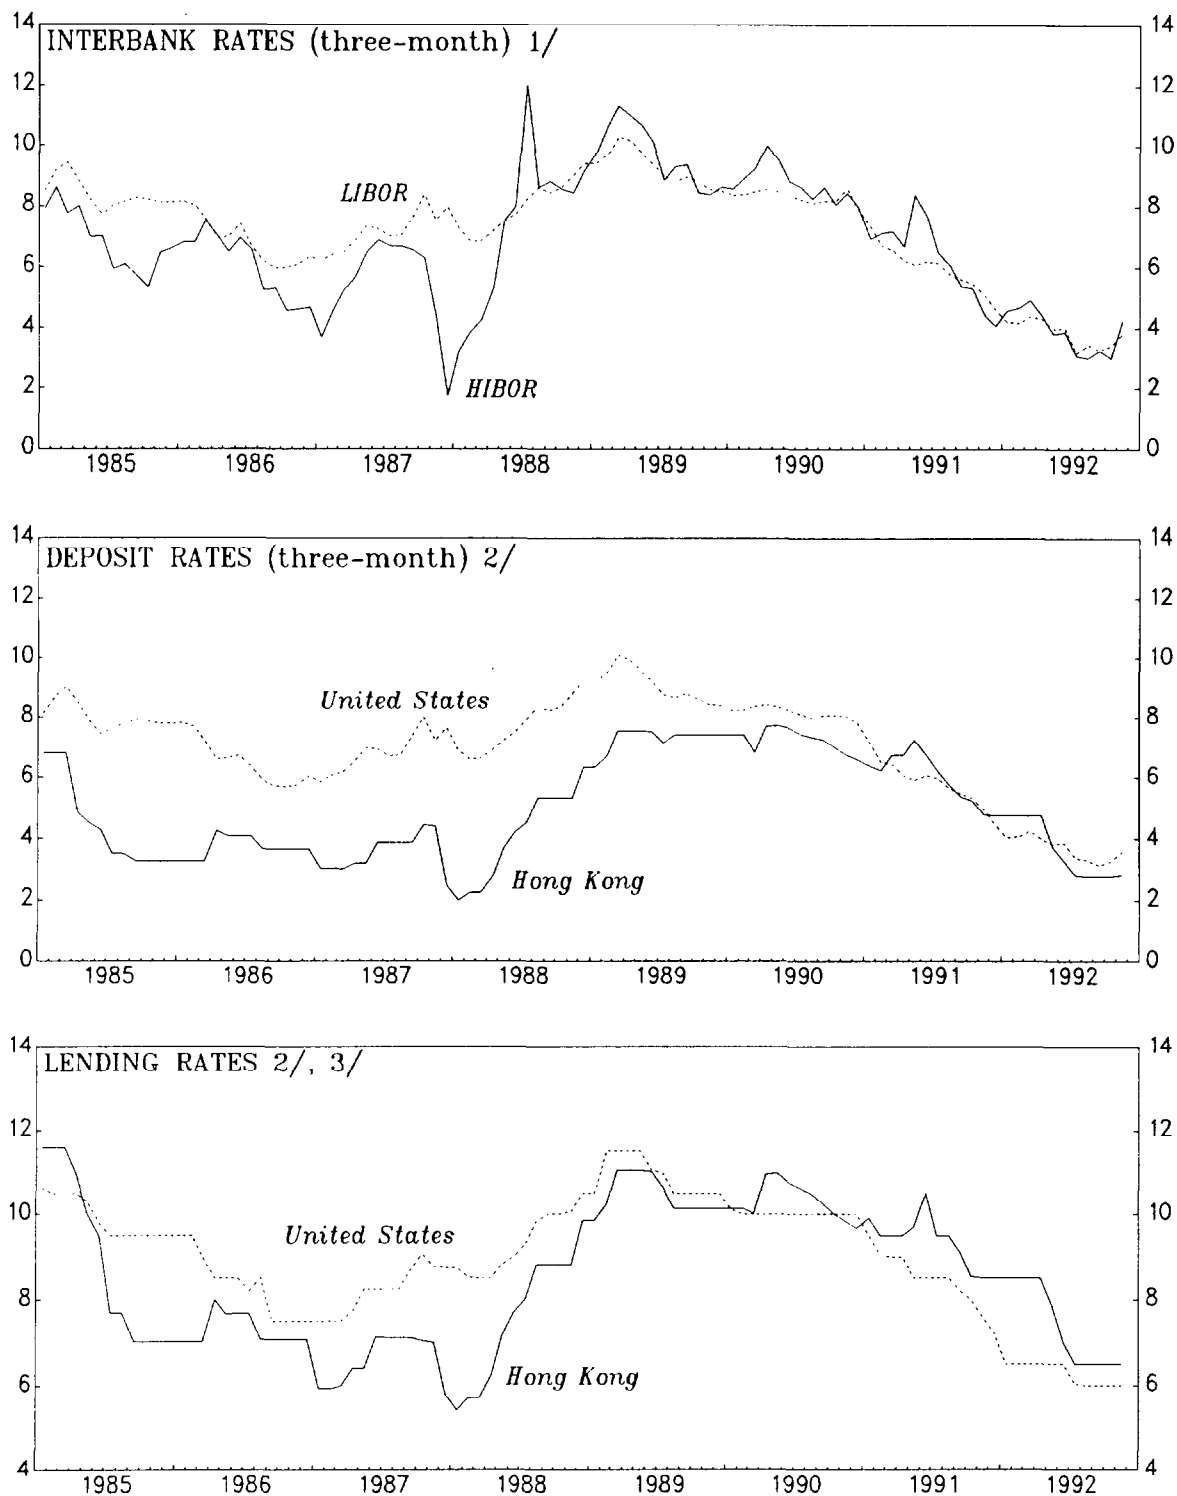 INTERBANK RATES (three-month) 1/
14 14
12 12
10 10
LIBOR
8 8
6 6
4 4
HIBOR
2 2
0 0
1985 1986 1987 1988 1989 1990 1991 1992
14 14
DEPOSIT RATES (three-month) 2/
12 12
10 10
United States
8 8
6 6
4 4
Hong Kong
2 2
0 0
1985 1986 1987 1988 1989 1990 1991 1992
14 14
LENDING RATES 2/, 3/
12 12
10 10
United States
8 8
Hong Kong
6 6
4 4
1985 1986 1987 1988 1989 1990 1991 1992